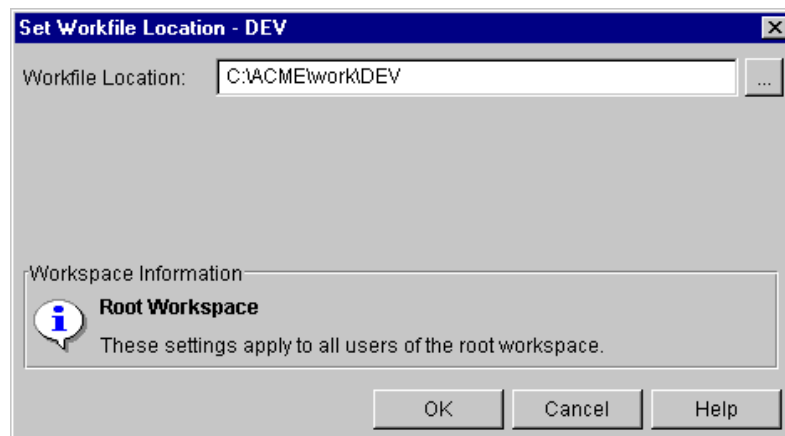 Set Workfile Location - DEV
Workfile Location: C:\ACME\work\DEV ...
Workspace Information
Root Workspace
These settings apply to all users of the root workspace.
OK Cancel Help